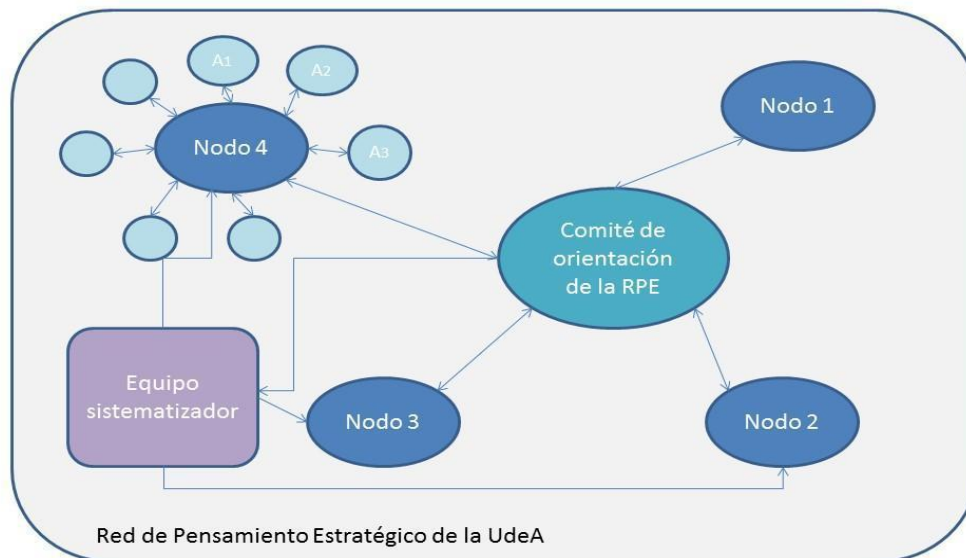 A1
A2
Nodo 4
A3
Nodo 1
Comité de
orientación
de la RPE
Equipo
sistematizador
Nodo 3
Nodo 2
Red de Pensamiento Estratégico de la UdeA